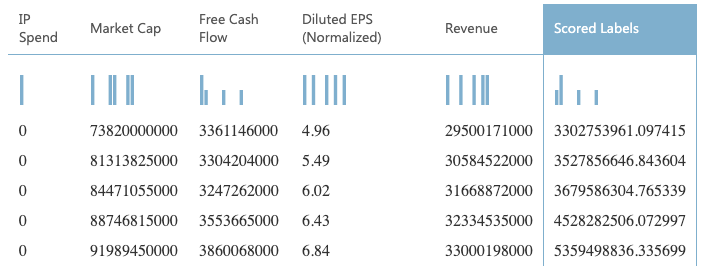 IP Spend Market Cap Free Cash Flow Diluted EPS (Normalized) Revenue Scored Labels
0 73820000000 3361146000 4.96 29500171000 3302753961.097415
0 81313825000 3304204000 5.49 30584522000 3527856646.843604
0 84471055000 3247262000 6.02 31668872000 3679586304.765339
0 88746815000 3553665000 6.43 32334535000 4528282506.072997
0 91989450000 3860068000 6.84 33000198000 5359498836.335699